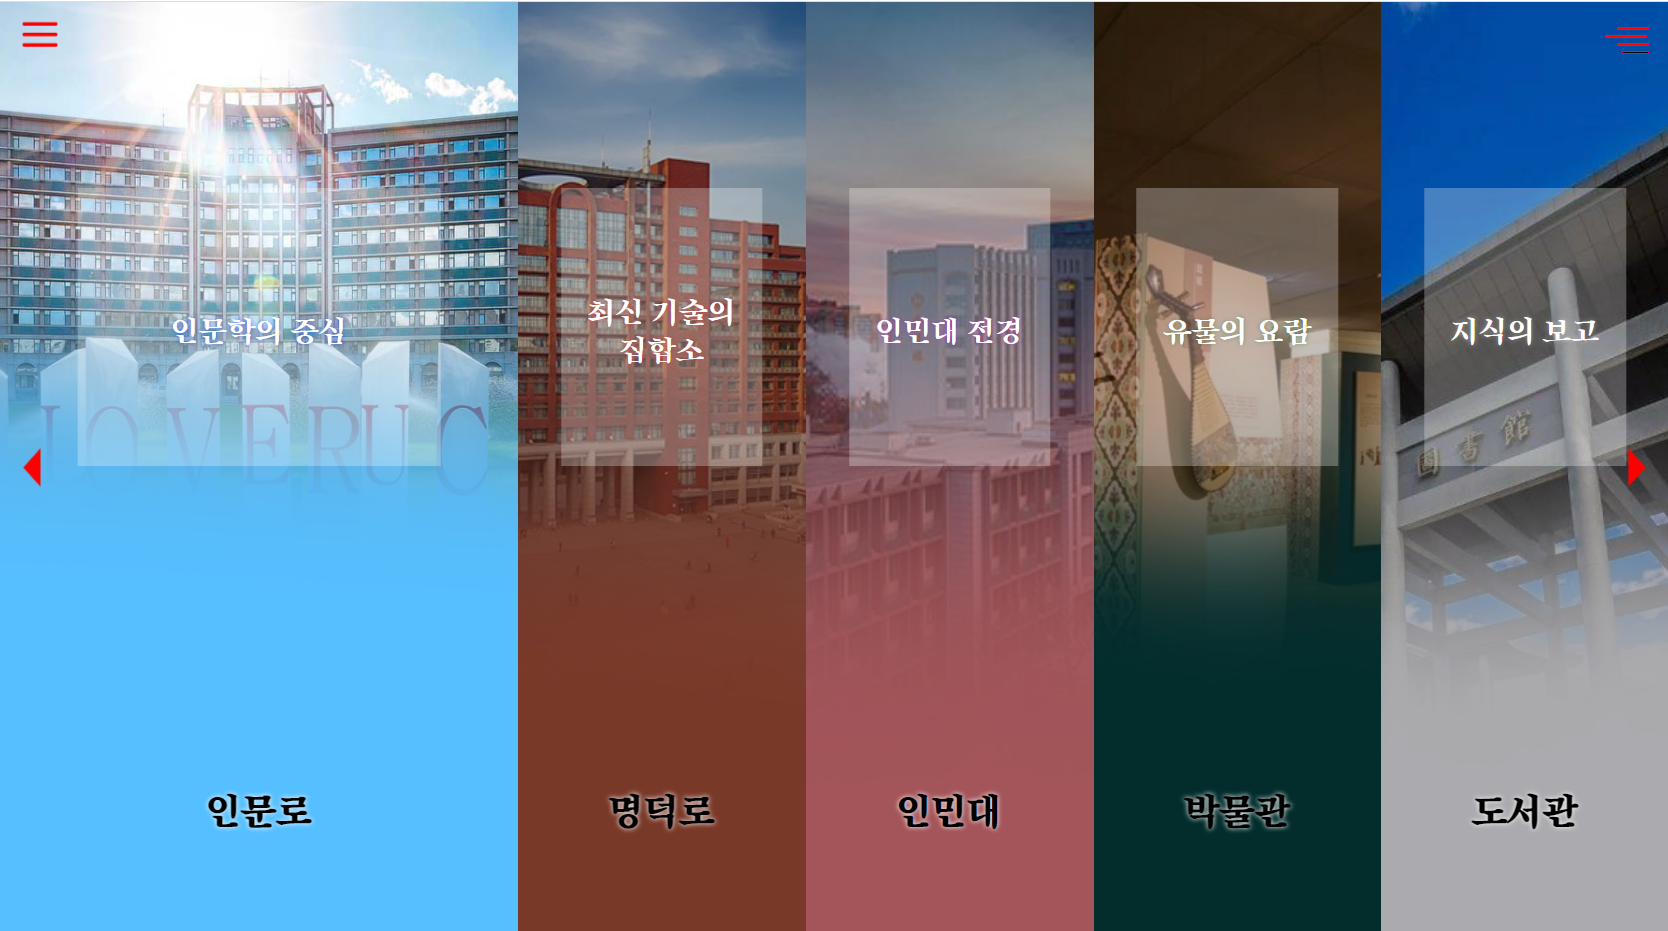 인문학의 중심
최신 기술의
집합소
인민대 전경
유물의 요람
지식의 보고
I LOVE RUC
圖書館
인문로
명덕로
인민대
박물관
도서관